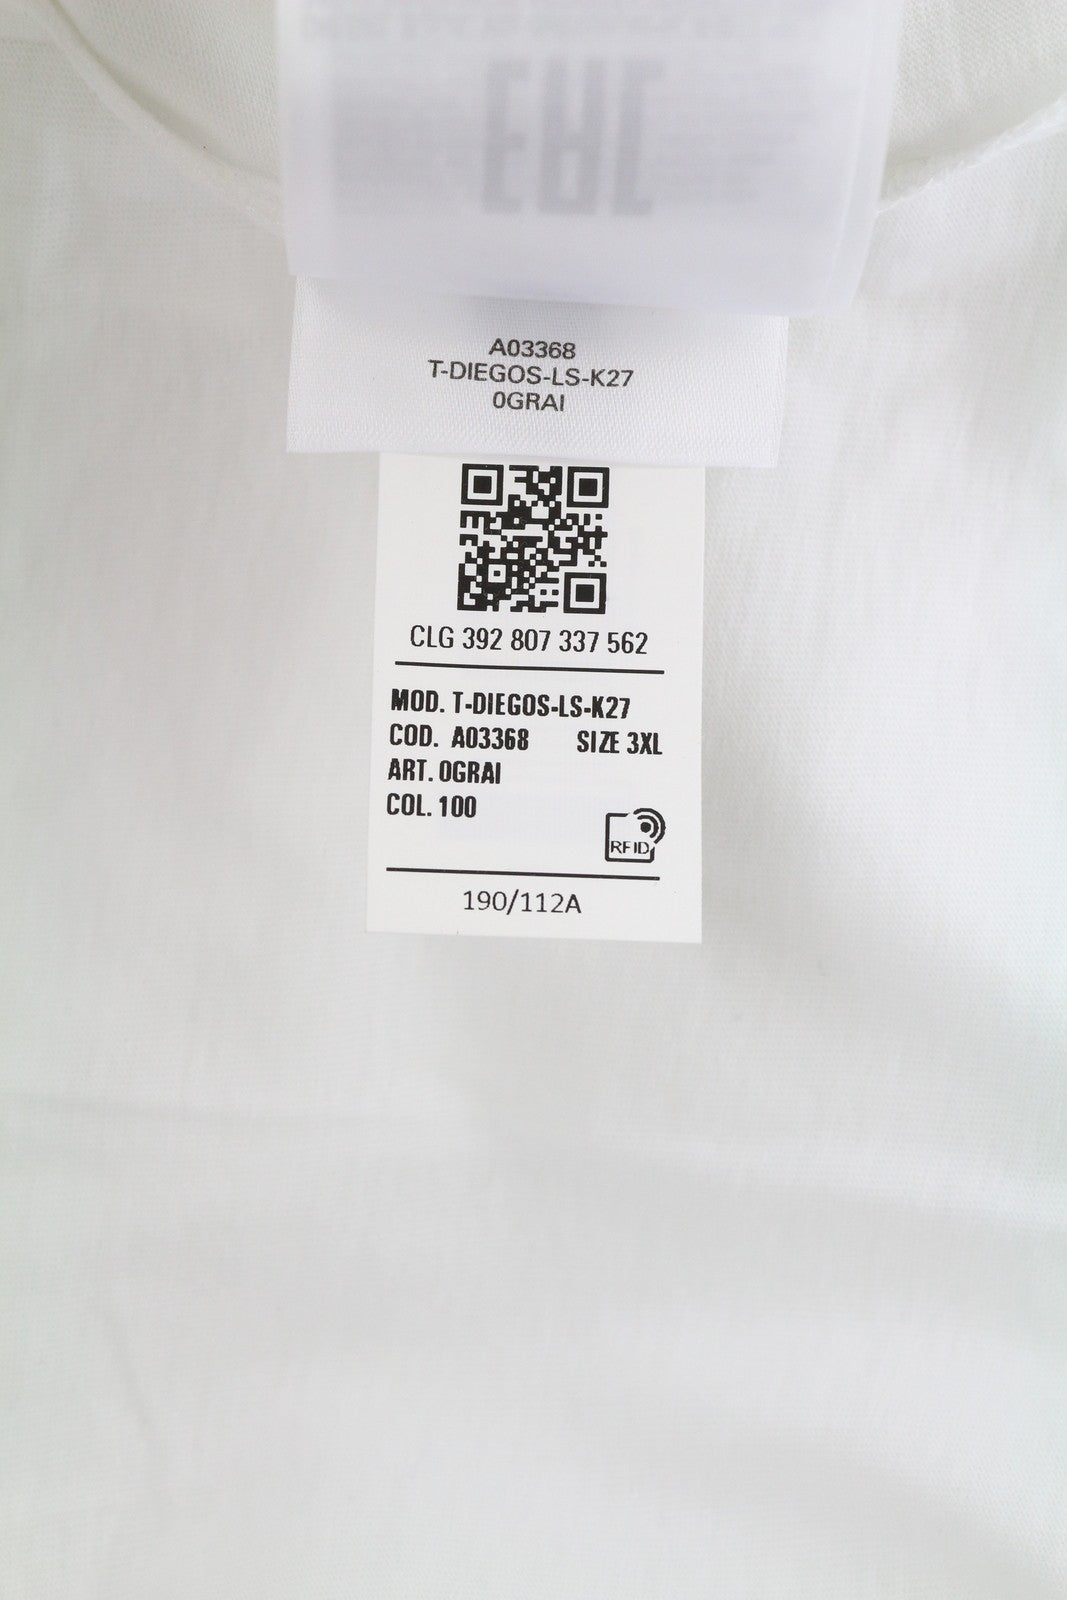 EAC
A03368
T-DIEGOS-LS-K27
0GRAI
CLG 392 807 337 562
MOD. T-DIEGOS-LS-K27
COD. A03368 SIZE 3XL
ART. 0GRAI
COL. 100
RFID
190/112A